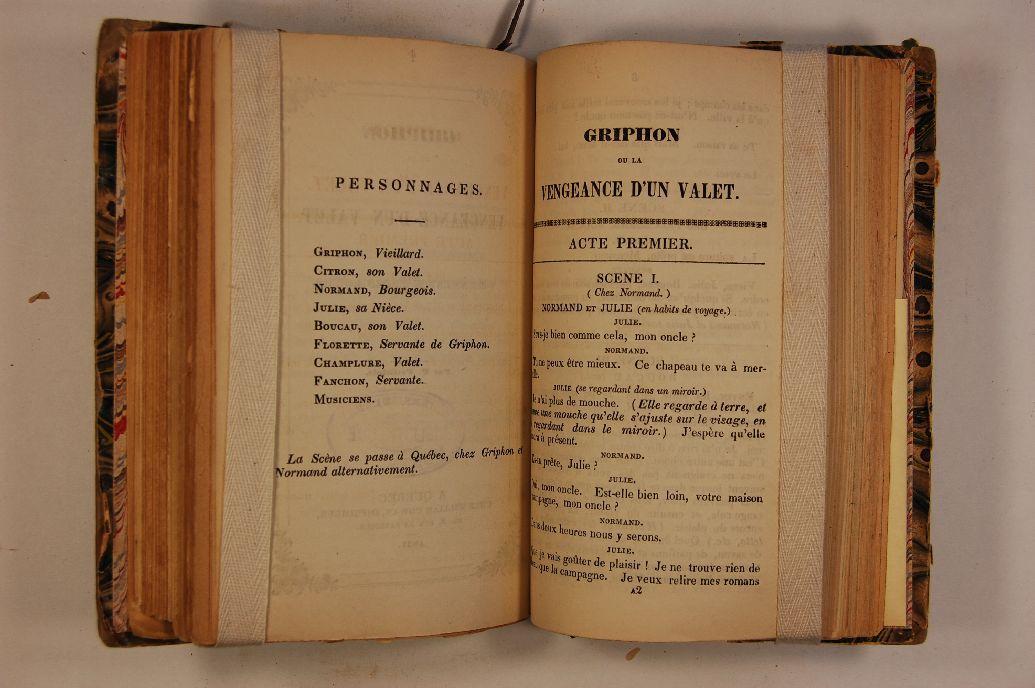 PERSONNAGES.
GRIPHON, Vieillard.
CITRON, son Valet.
NORMAND, Bourgeois.
JULIE, sa Nièce.
BOUCAU, son Valet.
FLORETTE, Servante de Griphon.
CHAMPLURE, Valet.
FANCHON, Servante.
MUSICIENS.
La Scène se passe à Québec, chez Griphon et
Normand alternativement.
GRIPHON
OU LA
VENGEANCE D'UN VALET.
ACTE PREMIER.
SCENE I.
( Chez Normand. )
NORMAND ET JULIE (en habits de voyage.)
JULIE.
bien comme cela, mon oncle ?
NORMAND.
ne peux être mieux. Ce chapeau te va à mer-
JULIE (se regardant dans un miroir.)
n'ai plus de mouche. (Elle regarde à terre, et
une mouche qu'elle s'ajuste sur le visage, en
regardant dans le miroir.) J'espère qu'elle
à présent.
NORMAND.
prête, Julie ?
JULIE.
mon oncle. Est-elle bien loin, votre maison
mon oncle ?
NORMAND.
deux heures nous y serons.
JULIE.
je vais goûter de plaisir ! Je ne trouve rien de
que la campagne. Je veux relire mes romans
A2